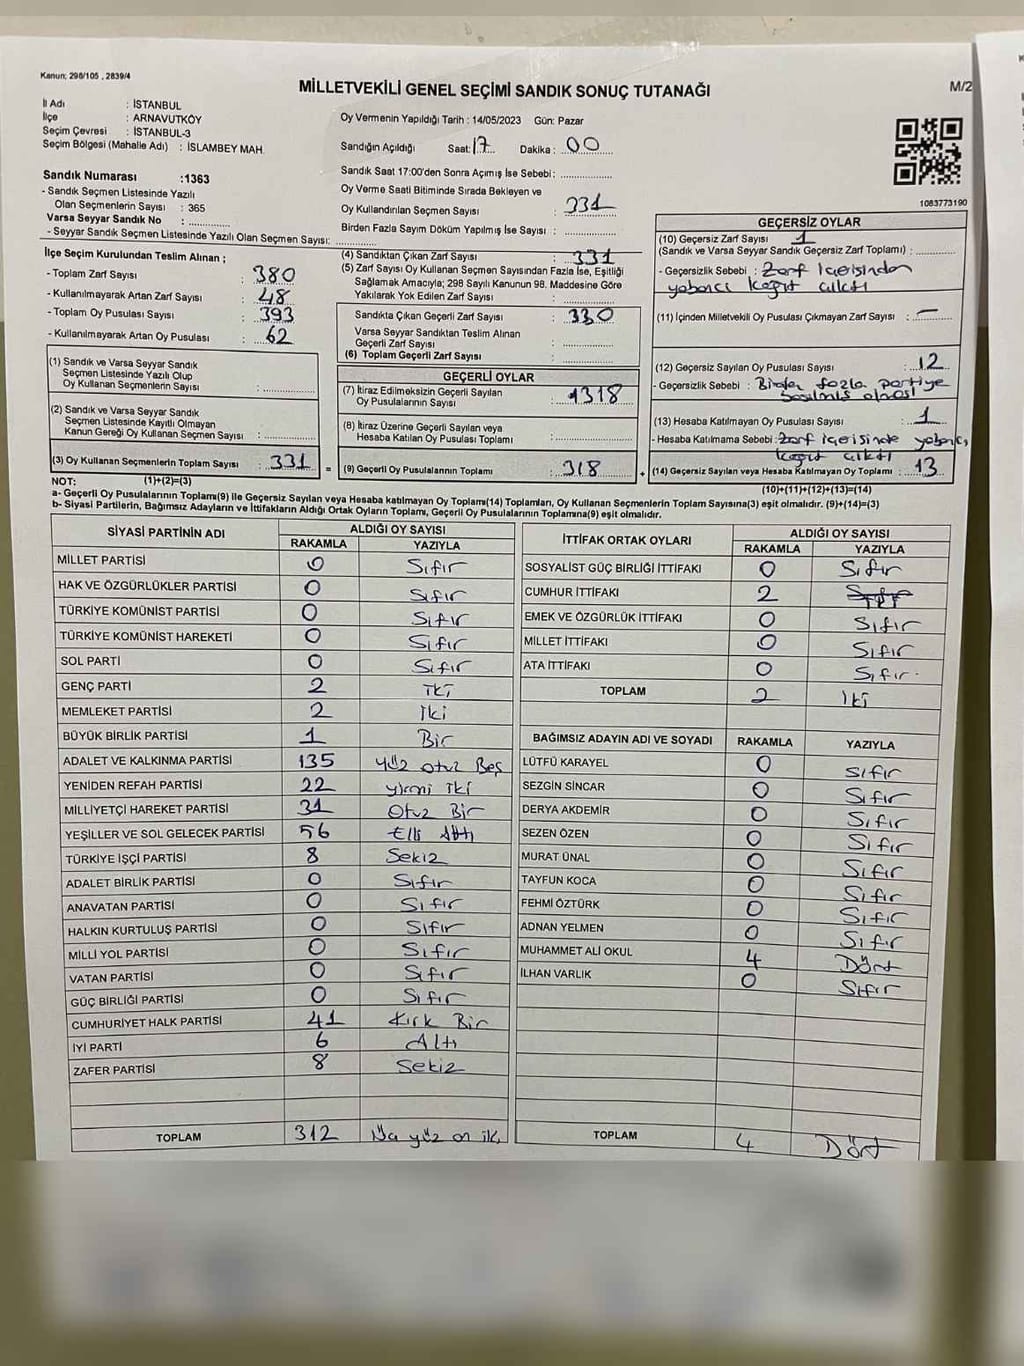 Kanun; 298/105 , 2839/4
MİLLETVEKİLİ GENEL SEÇİMİ SANDIK SONUÇ TUTANAĞI
M/2
İl Adı : İSTANBUL
İlçe : ARNAVUTKÖY
Seçim Çevresi : İSTANBUL-3
Seçim Bölgesi (Mahalle Adı) : İSLAMBEY MAH.
Sandık Numarası :1363
- Sandık Seçmen Listesinde Yazılı
Olan Seçmenlerin Sayısı : 365
Varsa Seyyar Sandık No :
- Seyyar Sandık Seçmen Listesinde Yazılı Olan Seçmen Sayısı:
Oy Vermenin Yapıldığı Tarih : 14/05/2023 Gün: Pazar
Sandığın Açıldığı Saat: 17 Dakika : 00
Sandık Saat 17:00'den Sonra Açımış İse Sebebi:
Oy Verme Saati Bitiminde Sırada Bekleyen ve
Oy Kullandırılan Seçmen Sayısı : 331
Birden Fazla Sayım Döküm Yapılmış İse Sayısı :
1083773190
İlçe Seçim Kurulundan Teslim Alınan ;
- Toplam Zarf Sayısı : 380
- Kullanılmayarak Artan Zarf Sayısı : 48
- Toplam Oy Pusulası Sayısı : 393
- Kullanılmayarak Artan Oy Pusulası : 62
(1) Sandık ve Varsa Seyyar Sandık
Seçmen Listesinde Yazılı Olup
Oy Kullanan Seçmenlerin Sayısı :
(2) Sandık ve Varsa Seyyar Sandık
Seçmen Listesinde Kayıtlı Olmayan
Kanun Gereği Oy Kullanan Seçmen Sayısı :
(3) Oy Kullanan Seçmenlerin Toplam Sayısı : 331 =
(4) Sandıktan Çıkan Zarf Sayısı : 331
(5) Zarf Sayısı Oy Kullanan Seçmen Sayısından Fazla İse, Eşitliği
Sağlamak Amacıyla; 298 Sayılı Kanunun 98. Maddesine Göre
Yakılarak Yok Edilen Zarf Sayısı :
Sandıkta Çıkan Geçerli Zarf Sayısı : 330
Varsa Seyyar Sandıktan Teslim Alınan
Geçerli Zarf Sayısı :
(6) Toplam Geçerli Zarf Sayısı :
GEÇERLİ OYLAR
(7) İtiraz Edilmeksizin Geçerli Sayılan
Oy Pusulalarının Sayısı : 1318
(8) İtiraz Üzerine Geçerli Sayılan veya
Hesaba Katılan Oy Pusulası Toplamı :
(9) Geçerli Oy Pusulalarının Toplamı : 318 +
GEÇERSİZ OYLAR
(10) Geçersiz Zarf Sayısı : 1
(Sandık ve Varsa Seyyar Sandık Geçersiz Zarf Toplamı) :
- Geçersizlik Sebebi : Zarf içerisinden
yabancı kağıt çıktı
(11) İçinden Milletvekili Oy Pusulası Çıkmayan Zarf Sayısı : —
(12) Geçersiz Sayılan Oy Pusulası Sayısı : 12
- Geçersizlik Sebebi : Birden fazla partiye
basılmış olması
(13) Hesaba Katılmayan Oy Pusulası Sayısı : 1
- Hesaba Katılmama Sebebi : Zarf içerisinde yabancı
kağıt çıktı
(14) Geçersiz Sayılan veya Hesaba Katılmayan Oy Toplamı : 13
NOT: (1)+(2)=(3)
(10)+(11)+(12)+(13)=(14)
a- Geçerli Oy Pusulalarının Toplamı(9) ile Geçersiz Sayılan veya Hesaba katılmayan Oy Toplamı(14) Toplamları, Oy Kullanan Seçmenlerin Toplam Sayısına(3) eşit olmalıdır. (9)+(14)=(3)
b- Siyasi Partilerin, Bağımsız Adayların ve İttifakların Aldığı Ortak Oyların Toplamı, Geçerli Oy Pusulalarının Toplamına(9) eşit olmalıdır.
SİYASİ PARTİNİN ADI
ALDIĞI OY SAYISI
RAKAMLA YAZIYLA
MİLLET PARTİSİ 0 Sıfır
HAK VE ÖZGÜRLÜKLER PARTİSİ 0 Sıfır
TÜRKİYE KOMÜNİST PARTİSİ 0 Sıfır
TÜRKİYE KOMÜNİST HAREKETİ 0 Sıfır
SOL PARTİ 0 Sıfır
GENÇ PARTİ 2 iki
MEMLEKET PARTİSİ 2 iki
BÜYÜK BİRLİK PARTİSİ 1 Bir
ADALET VE KALKINMA PARTİSİ 135 yüz otuz Beş
YENİDEN REFAH PARTİSİ 22 yirmi iki
MİLLİYETÇİ HAREKET PARTİSİ 31 Otuz Bir
YEŞİLLER VE SOL GELECEK PARTİSİ 56 Elli Altı
TÜRKİYE İŞÇİ PARTİSİ 8 Sekiz
ADALET BİRLİK PARTİSİ 0 Sıfır
ANAVATAN PARTİSİ 0 Sıfır
HALKIN KURTULUŞ PARTİSİ 0 Sıfır
MİLLİ YOL PARTİSİ 0 Sıfır
VATAN PARTİSİ 0 Sıfır
GÜÇ BİRLİĞİ PARTİSİ 0 Sıfır
CUMHURİYET HALK PARTİSİ 41 Kırk Bir
İYİ PARTİ 6 Altı
ZAFER PARTİSİ 8 Sekiz
TOPLAM 312 Üç yüz on iki
İTTİFAK ORTAK OYLARI
ALDIĞI OY SAYISI
RAKAMLA YAZIYLA
SOSYALİST GÜÇ BİRLİĞİ İTTİFAKI 0 Sıfır
CUMHUR İTTİFAKI 2
EMEK VE ÖZGÜRLÜK İTTİFAKI 0 Sıfır
MİLLET İTTİFAKI 0 Sıfır
ATA İTTİFAKI 0 Sıfır
TOPLAM 2 iki
BAĞIMSIZ ADAYIN ADI VE SOYADI RAKAMLA YAZIYLA
LÜTFÜ KARAYEL 0 Sıfır
SEZGİN SİNCAR 0 Sıfır
DERYA AKDEMİR 0 Sıfır
SEZEN ÖZEN 0 Sıfır
MURAT ÜNAL 0 Sıfır
TAYFUN KOCA 0 Sıfır
FEHMİ ÖZTÜRK 0 Sıfır
ADNAN YELMEN 0 Sıfır
MUHAMMET ALİ OKUL 4 Dört
İLHAN VARLIK 0 Sıfır
TOPLAM 4 Dört